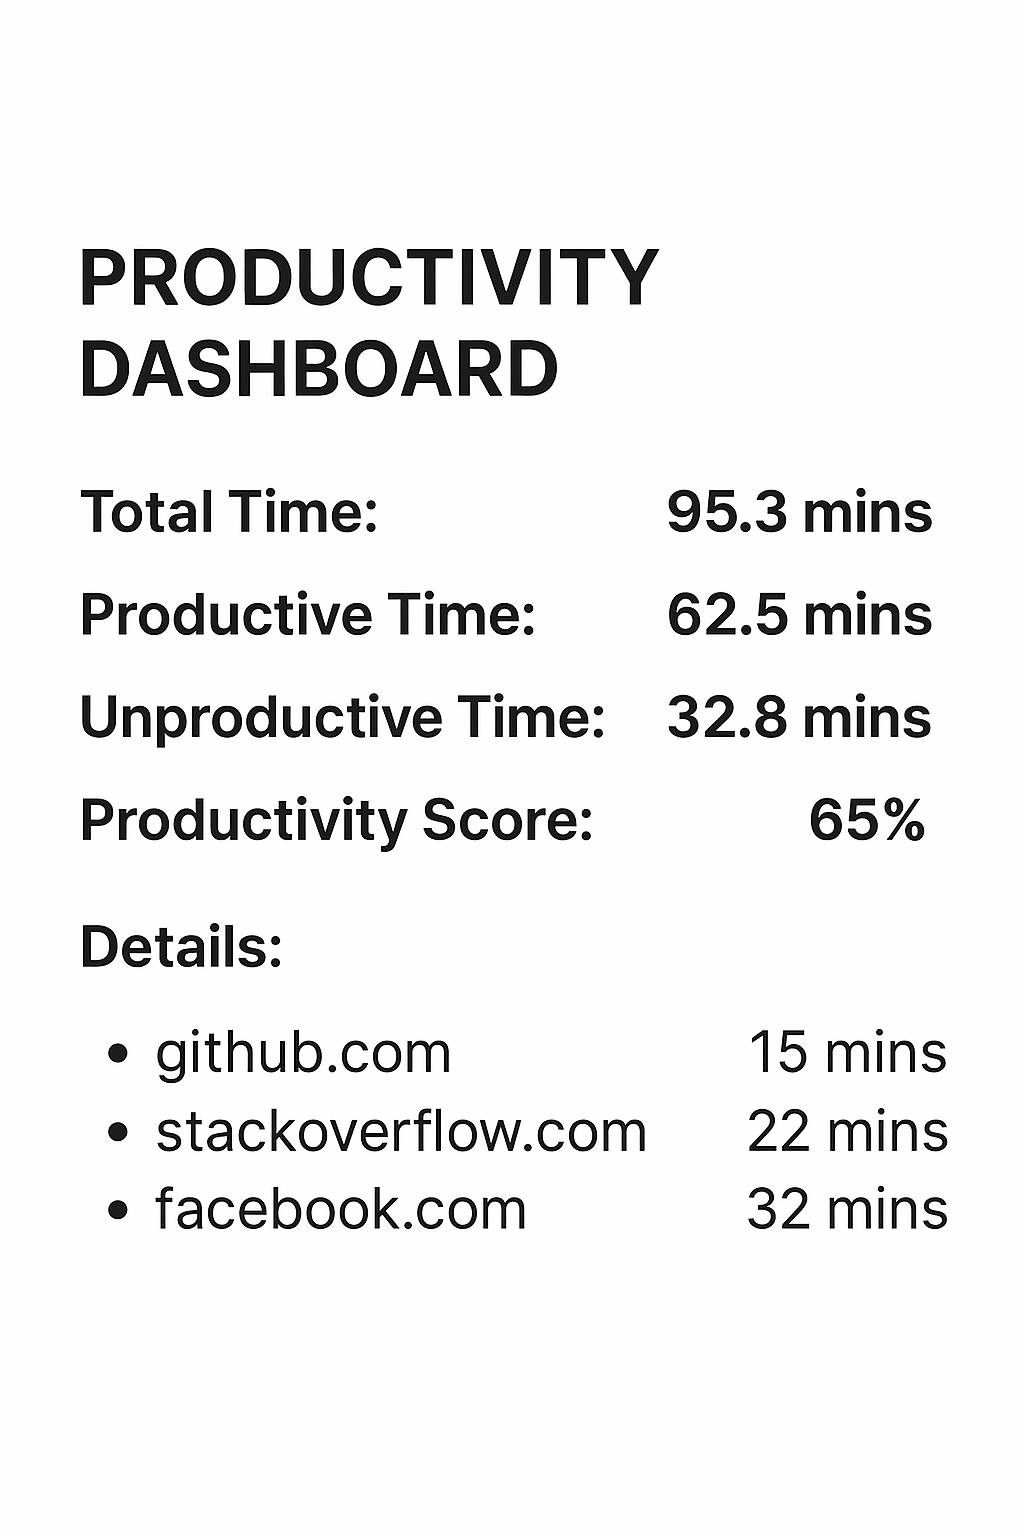 PRODUCTIVITY
DASHBOARD
Total Time: 95.3 mins
Productive Time: 62.5 mins
Unproductive Time: 32.8 mins
Productivity Score: 65%
Details:
• github.com 15 mins
• stackoverflow.com 22 mins
• facebook.com 32 mins